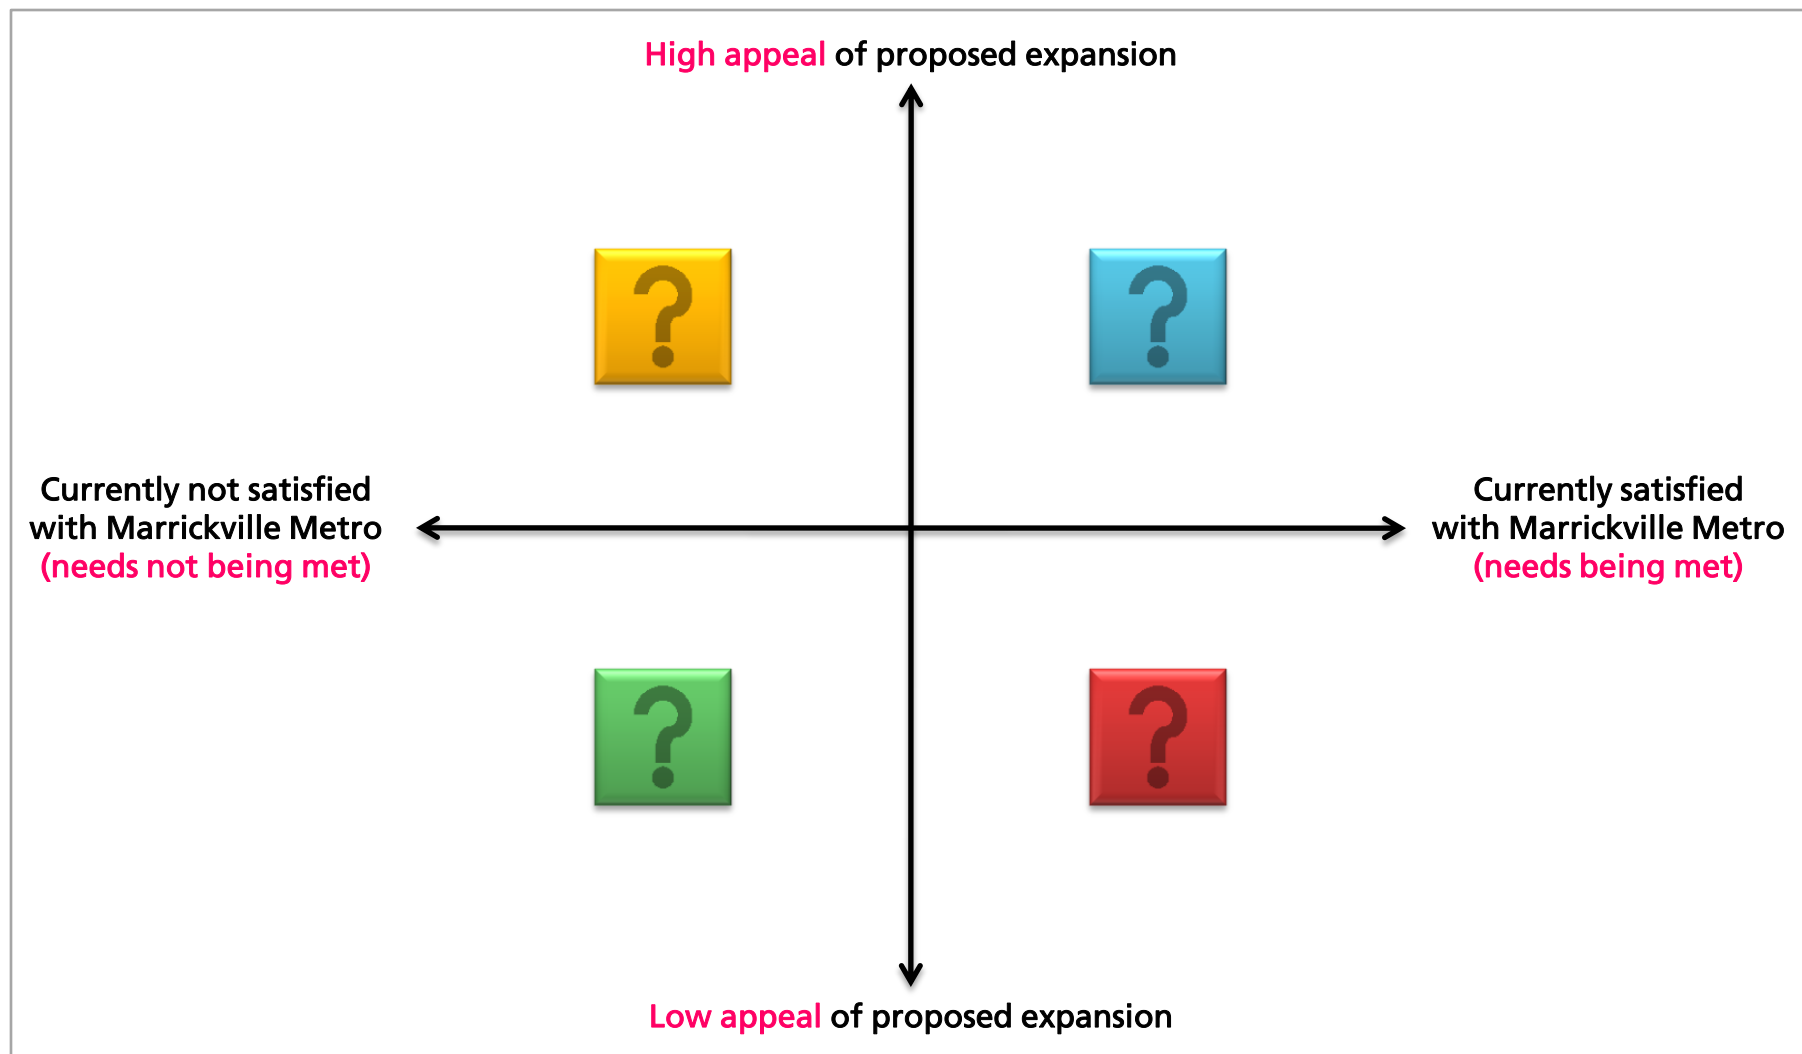 High appeal of proposed expansion
?
?
Currently not satisfied
with Marrickville Metro
(needs not being met)
Currently satisfied
with Marrickville Metro
(needs being met)
?
?
Low appeal of proposed expansion